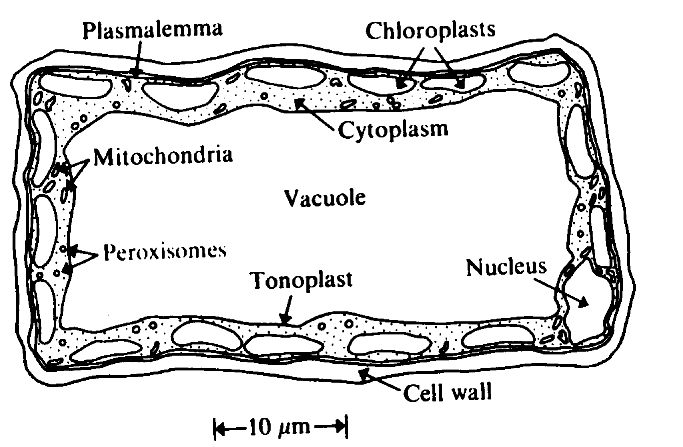 Plasmalemma
Chloroplasts
Cytoplasm
Mitochondria
Vacuole
Peroxisomes
Tonoplast
Nucleus
Cell wall
10 μm